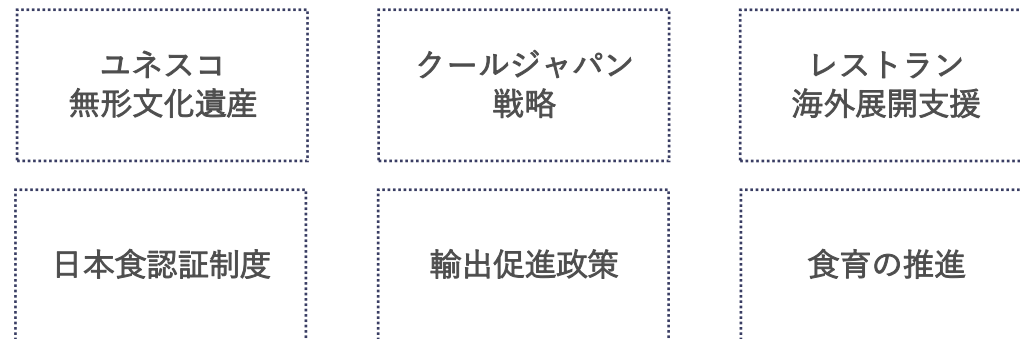 ユネスコ
無形文化遺産
クールジャパン
戦略
レストラン
海外展開支援
日本食認証制度
輸出促進政策
食育の推進